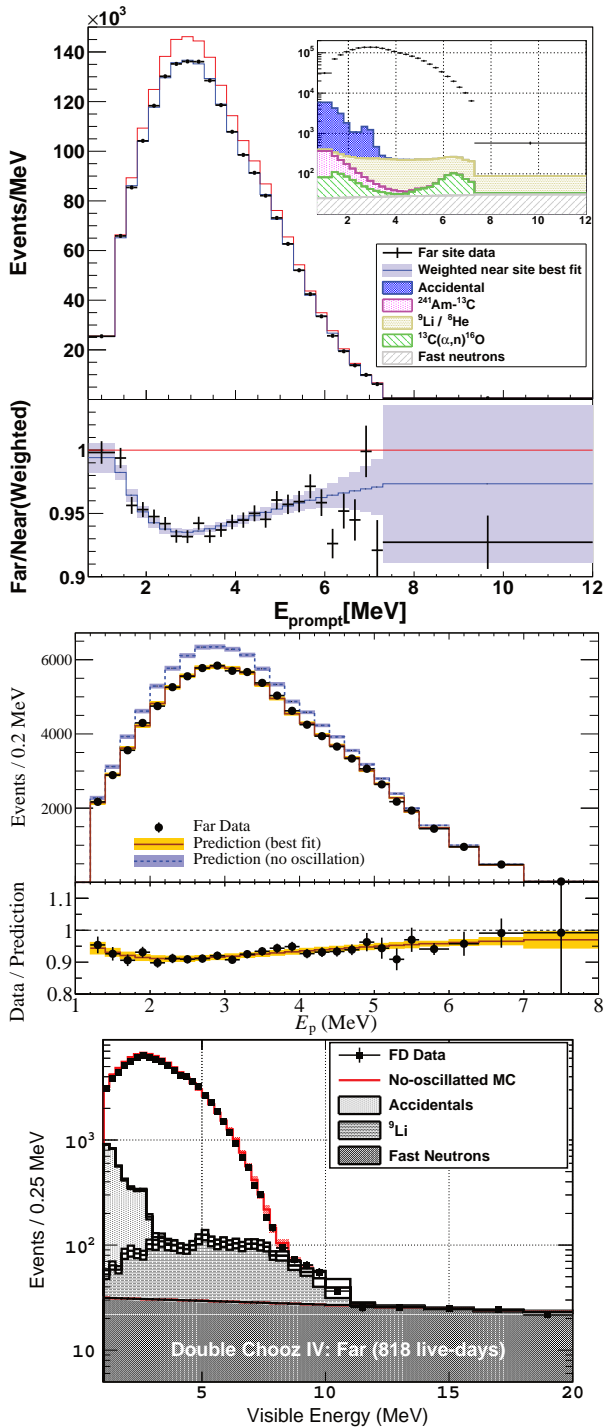 ×10³
140
120
100
80
60
40
20
Events/MeV
10⁵
10⁴
10³
10²
2 4 6 8 10 12
Far site data
Weighted near site best fit
Accidental
²⁴¹Am-¹³C
⁹Li / ⁸He
¹³C(α,n)¹⁶O
Fast neutrons
Far/Near(Weighted)
1
0.95
0.9
2 4 6 8 10 12
E_prompt[MeV]
6000
4000
2000
Events / 0.2 MeV
Far Data
Prediction (best fit)
Prediction (no oscillation)
Data / Prediction
1.1
1
0.9
0.8
1 2 3 4 5 6 7 8
E_p (MeV)
Events / 0.25 MeV
10³
10²
10
FD Data
No-oscillatted MC
Accidentals
⁹Li
Fast Neutrons
Double Chooz IV: Far (818 live-days)
5 10 15 20
Visible Energy (MeV)